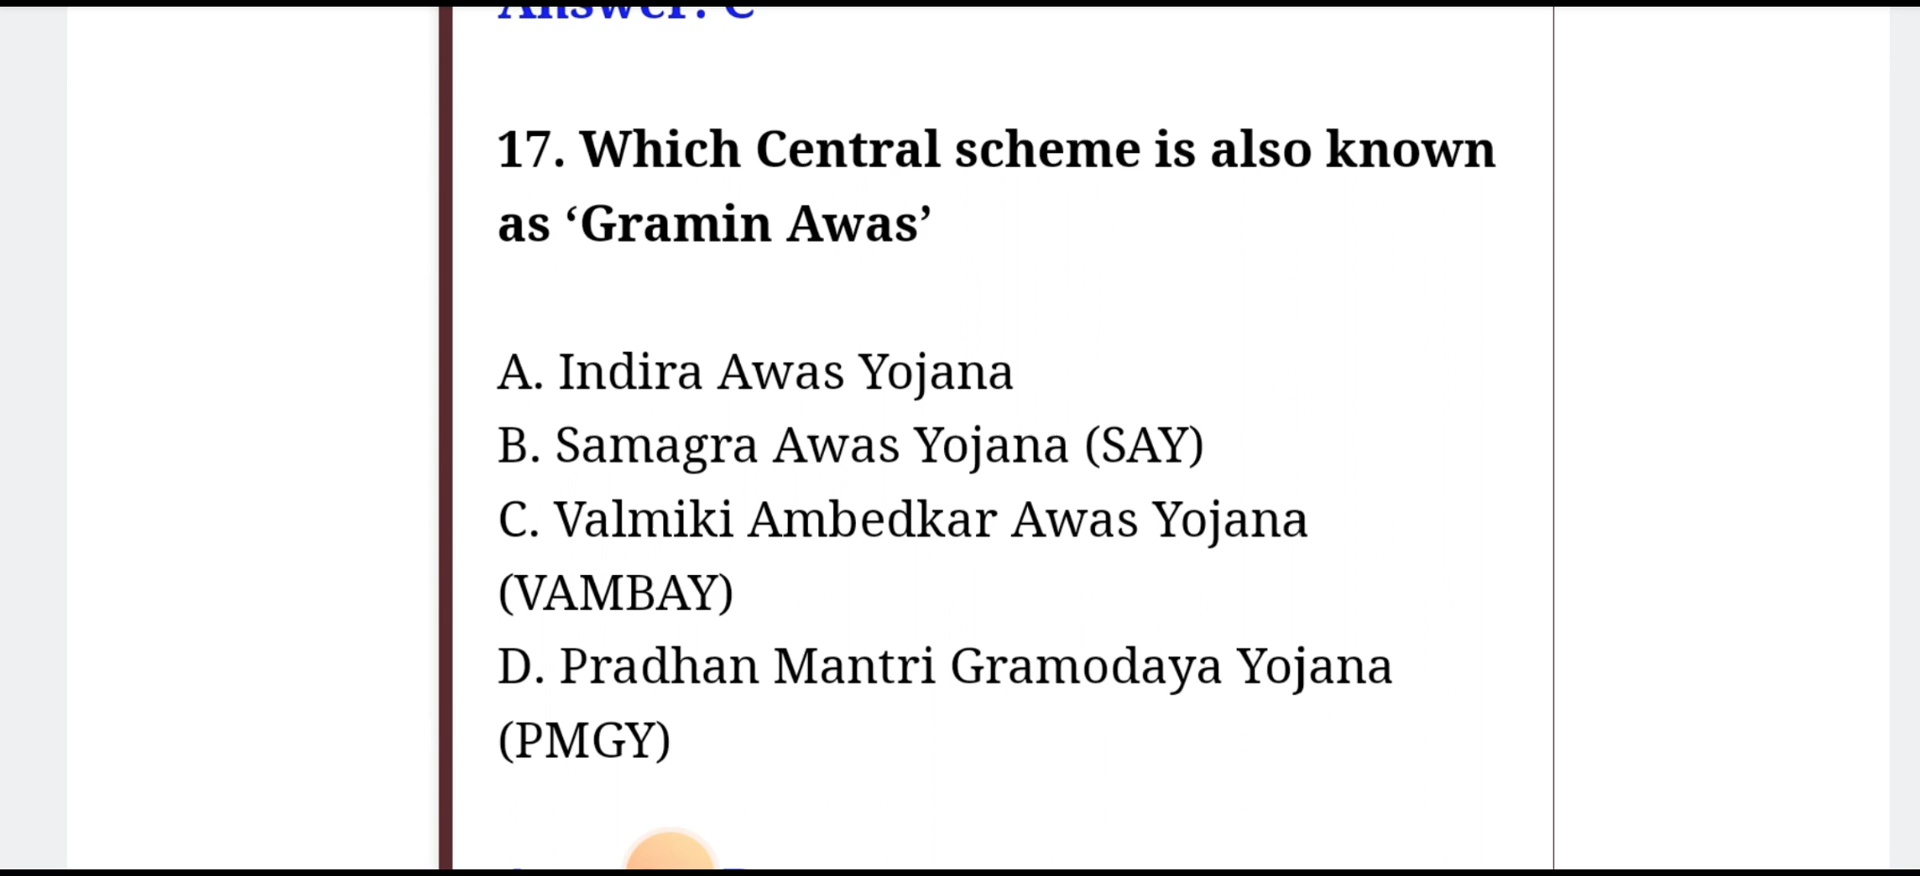 Answer: C
17. Which Central scheme is also known
as ‘Gramin Awas’
A. Indira Awas Yojana
B. Samagra Awas Yojana (SAY)
C. Valmiki Ambedkar Awas Yojana
(VAMBAY)
D. Pradhan Mantri Gramodaya Yojana
(PMGY)